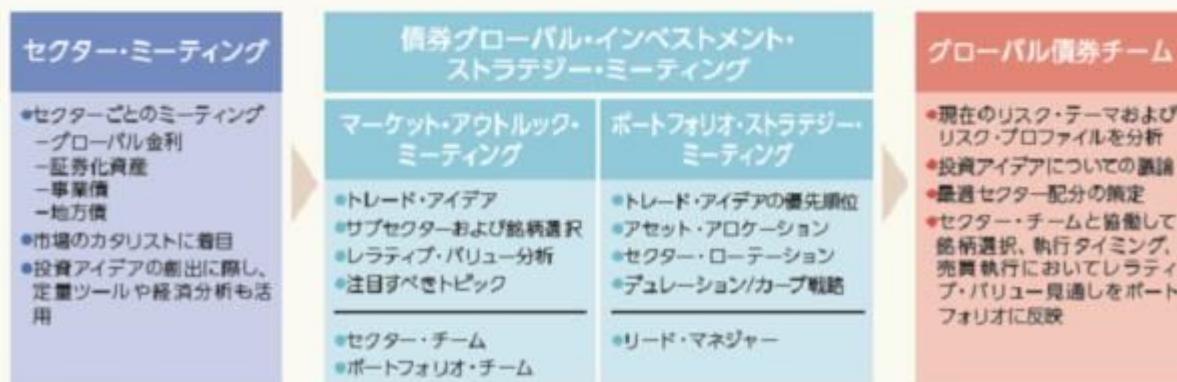 セクター・ミーティング
●セクターごとのミーティング
－グローバル金利
－証券化資産
－事業債
－地方債
●市場のカタリストに着目
●投資アイデアの創出に際し、
定量ツールや経済分析も活
用
債券グローバル・インベストメント・
ストラテジー・ミーティング
マーケット・アウトルック・
ミーティング
●トレード・アイデア
●サブセクターおよび銘柄選択
●レラティブ・バリュー分析
●注目すべきトピック
●セクター・チーム
●ポートフォリオ・チーム
ポートフォリオ・ストラテジー・
ミーティング
●トレード・アイデアの優先順位
●アセット・アロケーション
●セクター・ローテーション
●デュレーション/カーブ戦略
●リード・マネジャー
グローバル債券チーム
●現在のリスク・テーマおよび
リスク・プロファイルを分析
●投資アイデアについての議論
●最適セクター配分の策定
●セクター・チームと協働して
銘柄選択、執行タイミング、
売買執行においてレラティ
ブ・バリュー見通しをポート
フォリオに反映